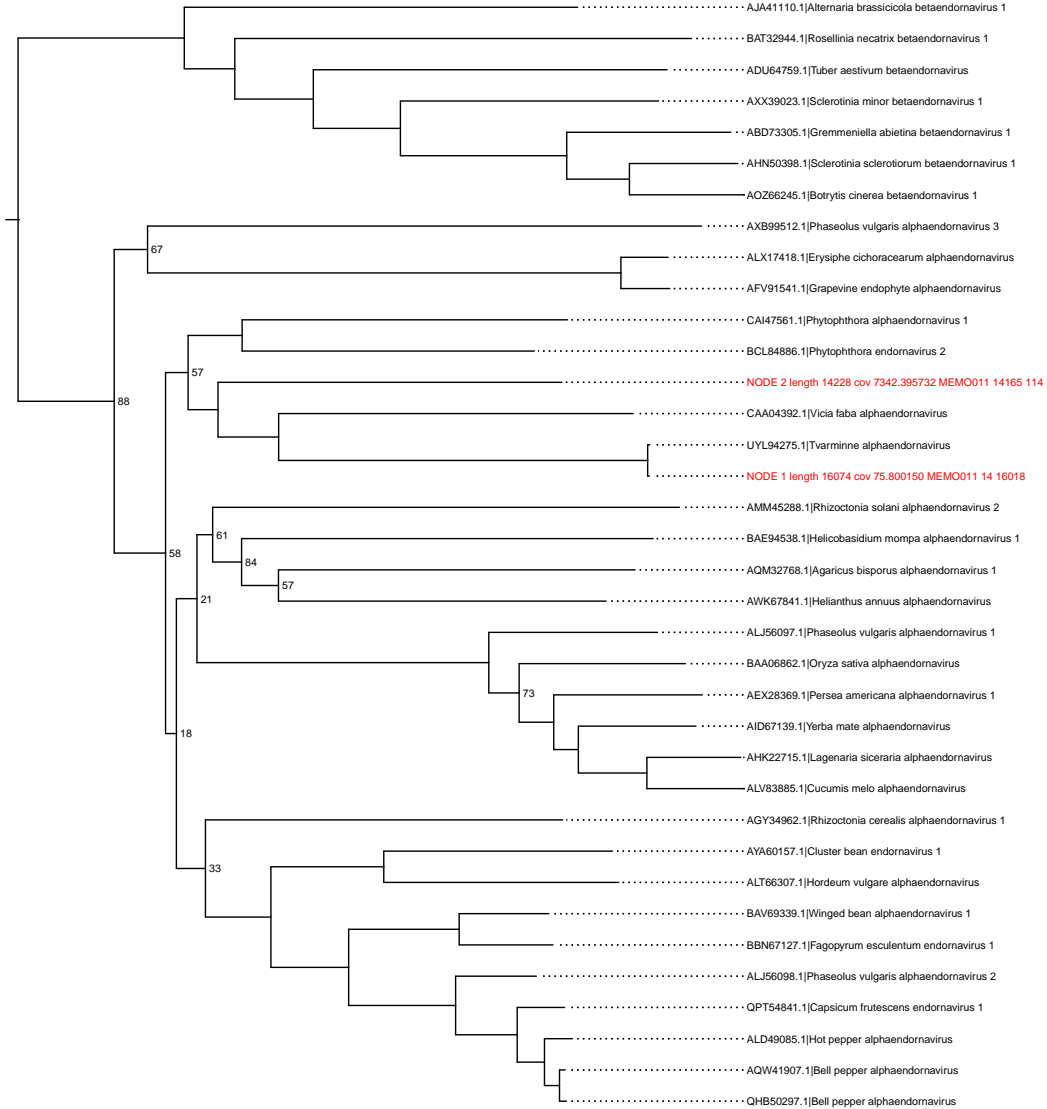 AJA41110.1|Alternaria brassicicola betaendornavirus 1
BAT32944.1|Rosellinia necatrix betaendornavirus 1
ADU64759.1|Tuber aestivum betaendornavirus
AXX39023.1|Sclerotinia minor betaendornavirus 1
ABD73305.1|Gremmeniella abietina betaendornavirus 1
AHN50398.1|Sclerotinia sclerotiorum betaendornavirus 1
AOZ66245.1|Botrytis cinerea betaendornavirus 1
AXB99512.1|Phaseolus vulgaris alphaendornavirus 3
67
ALX17418.1|Erysiphe cichoracearum alphaendornavirus
AFV91541.1|Grapevine endophyte alphaendornavirus
CAI47561.1|Phytophthora alphaendornavirus 1
BCL84886.1|Phytophthora endornavirus 2
57
NODE 2 length 14228 cov 7342.395732 MEMO011 14165 114
88
CAA04392.1|Vicia faba alphaendornavirus
UYL94275.1|Tvarminne alphaendornavirus
NODE 1 length 16074 cov 75.800150 MEMO011 14 16018
AMM45288.1|Rhizoctonia solani alphaendornavirus 2
61
BAE94538.1|Helicobasidium mompa alphaendornavirus 1
58
84
AQM32768.1|Agaricus bisporus alphaendornavirus 1
57
21
AWK67841.1|Helianthus annuus alphaendornavirus
ALJ56097.1|Phaseolus vulgaris alphaendornavirus 1
BAA06862.1|Oryza sativa alphaendornavirus
73
AEX28369.1|Persea americana alphaendornavirus 1
AID67139.1|Yerba mate alphaendornavirus
18
AHK22715.1|Lagenaria siceraria alphaendornavirus
ALV83885.1|Cucumis melo alphaendornavirus
AGY34962.1|Rhizoctonia cerealis alphaendornavirus 1
AYA60157.1|Cluster bean endornavirus 1
33
ALT66307.1|Hordeum vulgare alphaendornavirus
BAV69339.1|Winged bean alphaendornavirus 1
BBN67127.1|Fagopyrum esculentum endornavirus 1
ALJ56098.1|Phaseolus vulgaris alphaendornavirus 2
QPT54841.1|Capsicum frutescens endornavirus 1
ALD49085.1|Hot pepper alphaendornavirus
AQW41907.1|Bell pepper alphaendornavirus
QHB50297.1|Bell pepper alphaendornavirus